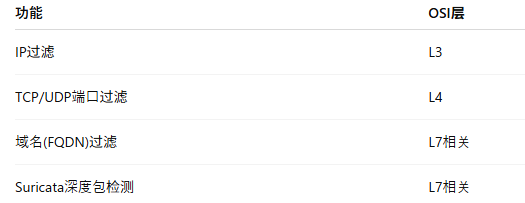 功能 OSI层
IP过滤 L3
TCP/UDP端口过滤 L4
域名(FQDN)过滤 L7相关
Suricata深度包检测 L7相关